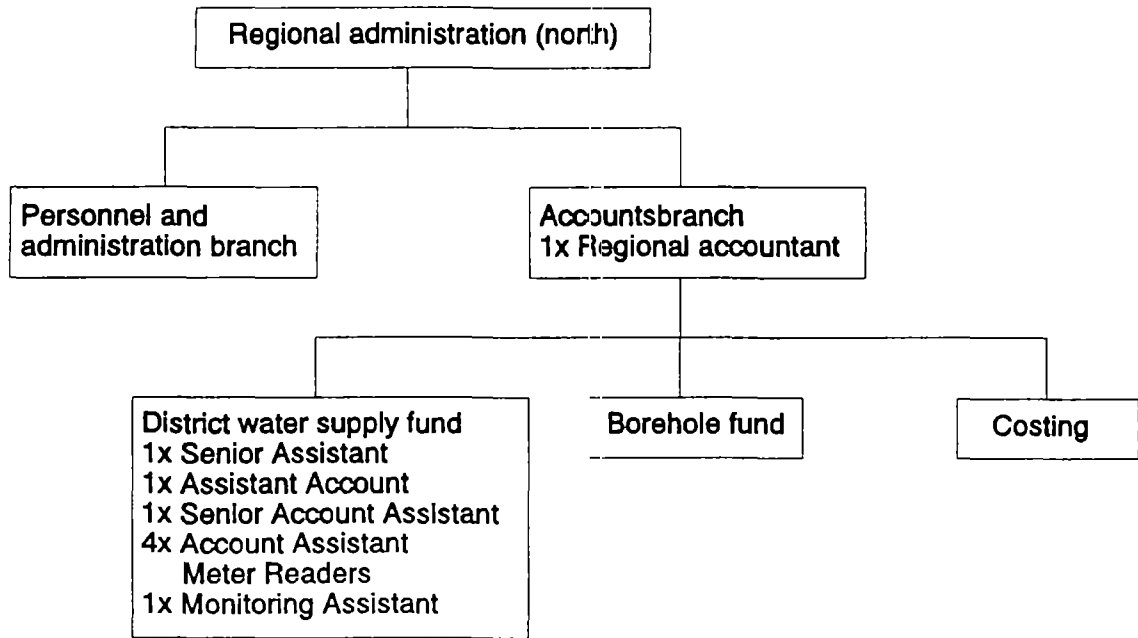 Regional administration (north)
Personnel and
administration branch
Accountsbranch
1x Regional accountant
District water supply fund
1x Senior Assistant
1x Assistant Account
1x Senior Account Assistant
4x Account Assistant
Meter Readers
1x Monitoring Assistant
Borehole fund
Costing